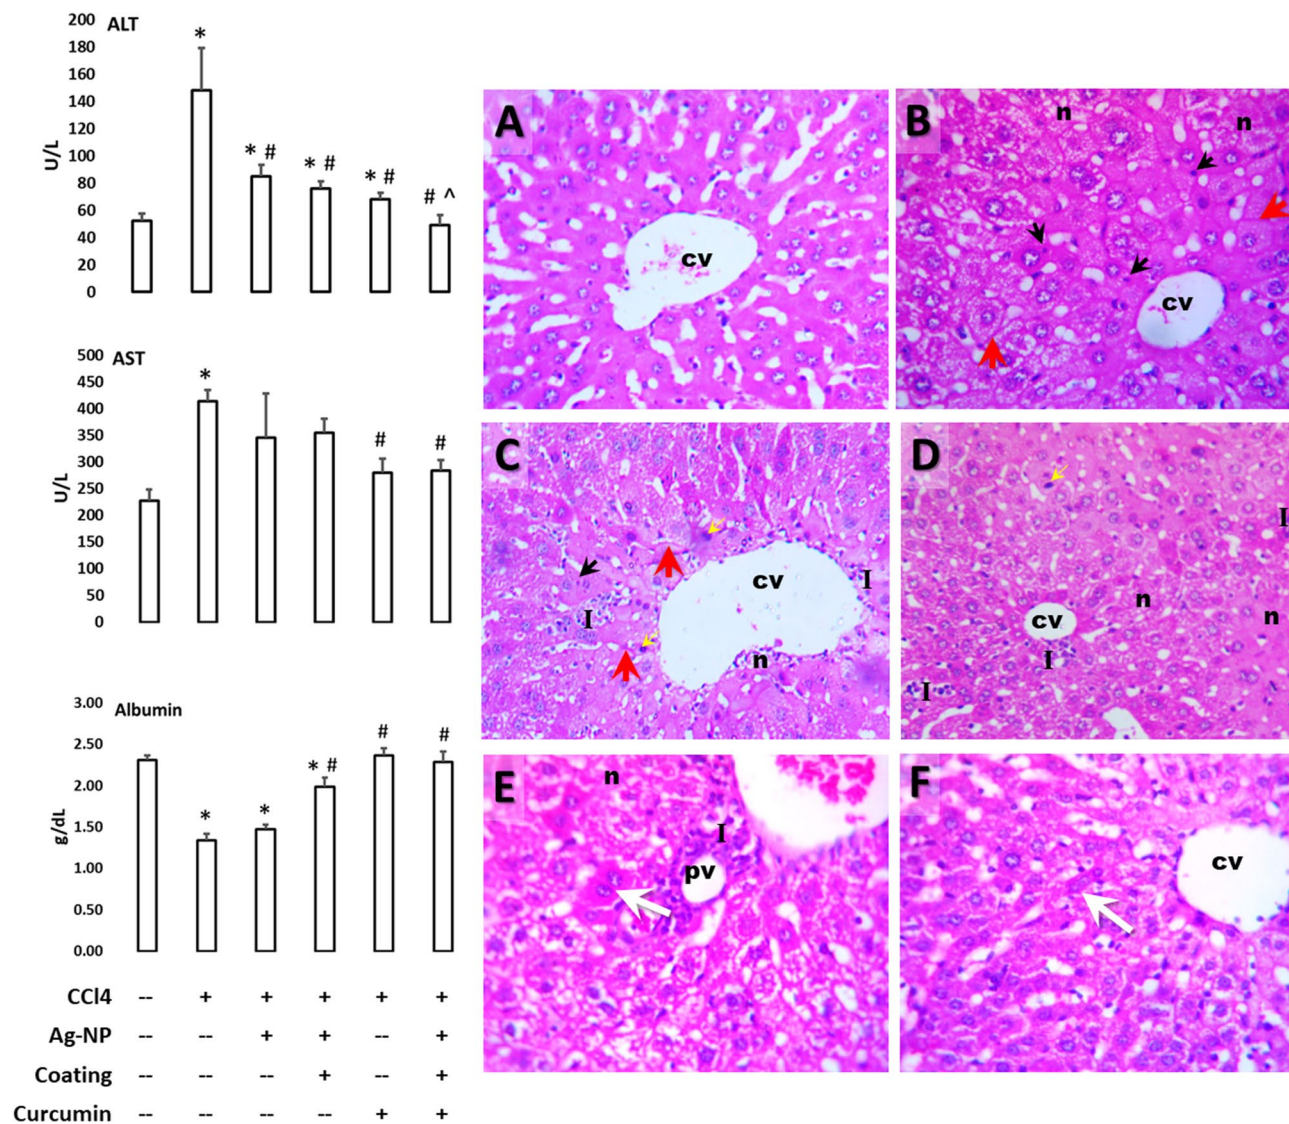 ALT
200
180
160
140
120
100
80
60
40
20
0
U/L
*
* #
* #
* #
# ^
AST
500
450
400
350
300
250
200
150
100
50
0
U/L
*
#
#
Albumin
3.00
2.50
2.00
1.50
1.00
0.50
0.00
g/dL
*
*
* #
#
#
CCl4 -- + + + + +
Ag-NP -- -- + + -- +
Coating -- -- -- + -- +
Curcumin -- -- -- -- + +
A
cv
B
n
n
cv
C
cv
I
I
n
D
I
n
n
cv
I
I
E
n
I
pv
F
cv